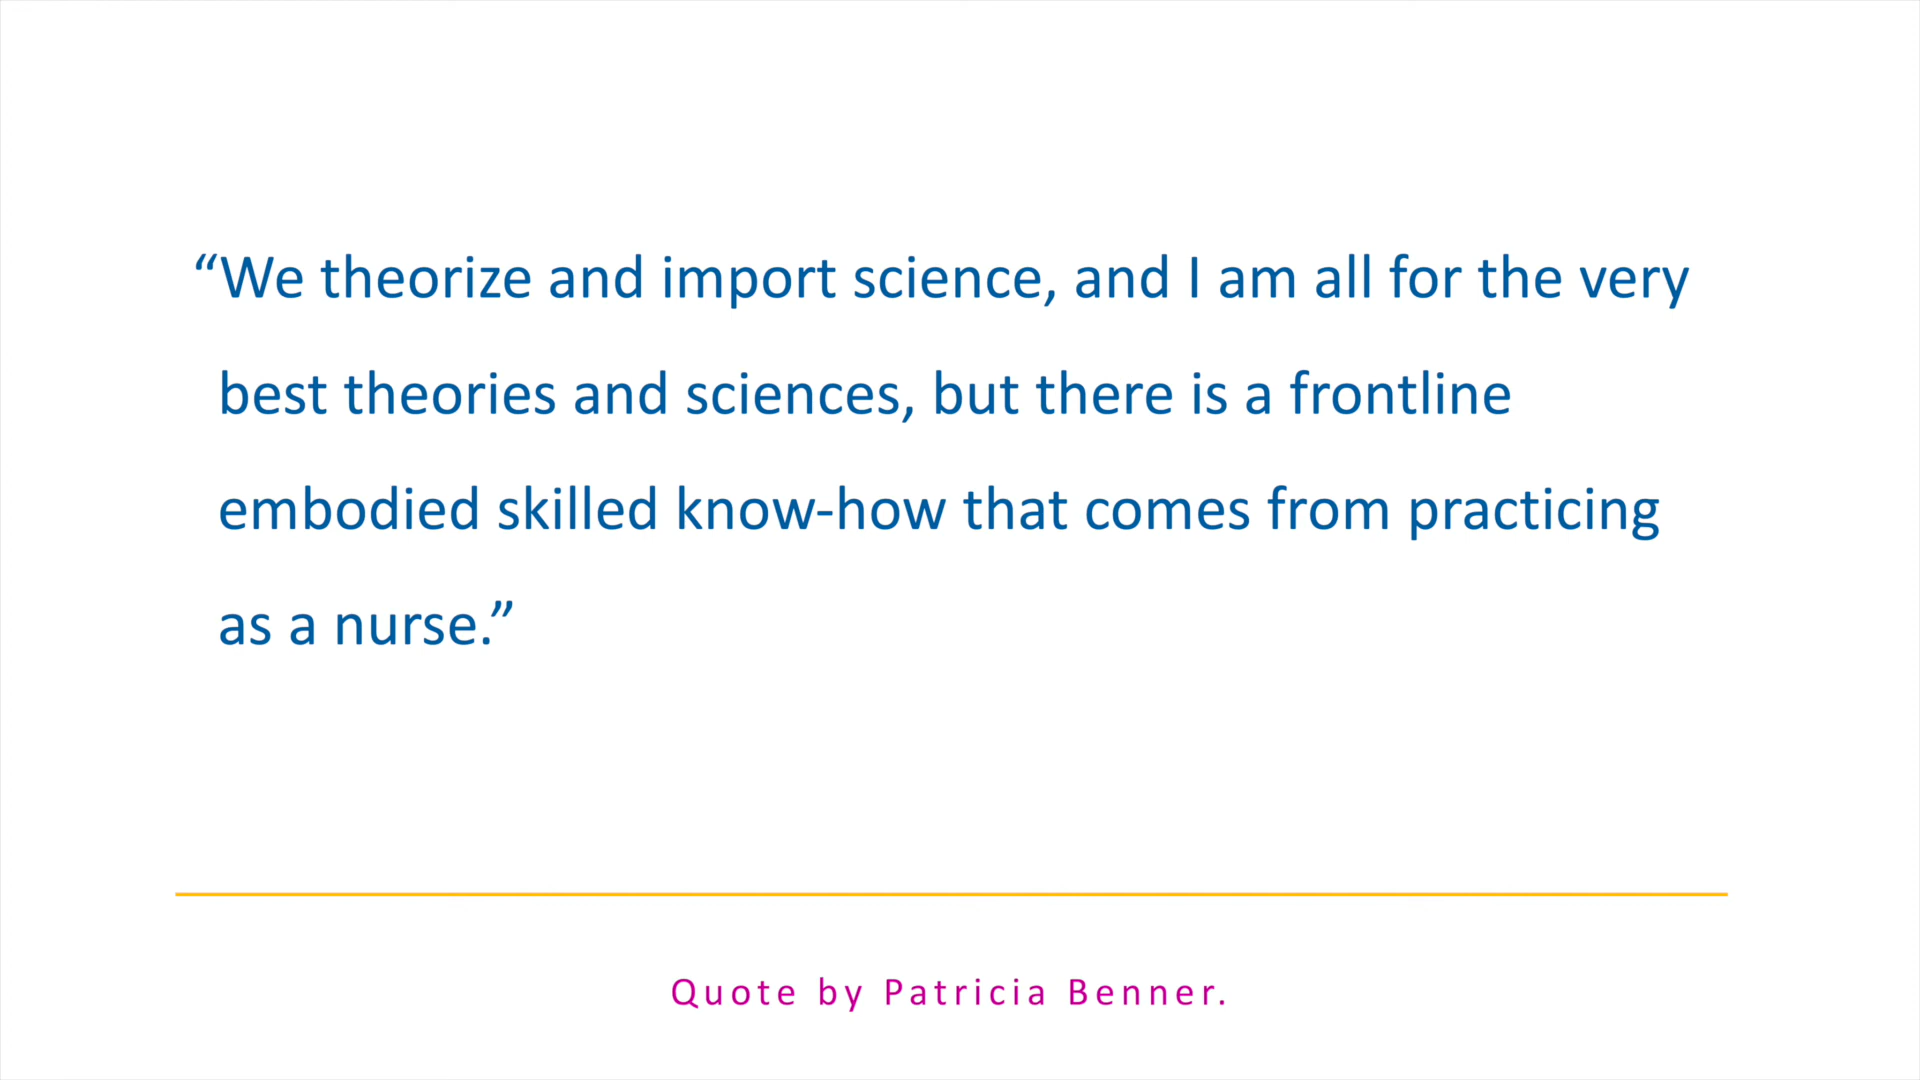 “We theorize and import science, and I am all for the very
best theories and sciences, but there is a frontline
embodied skilled know-how that comes from practicing
as a nurse.”
Quote by Patricia Benner.